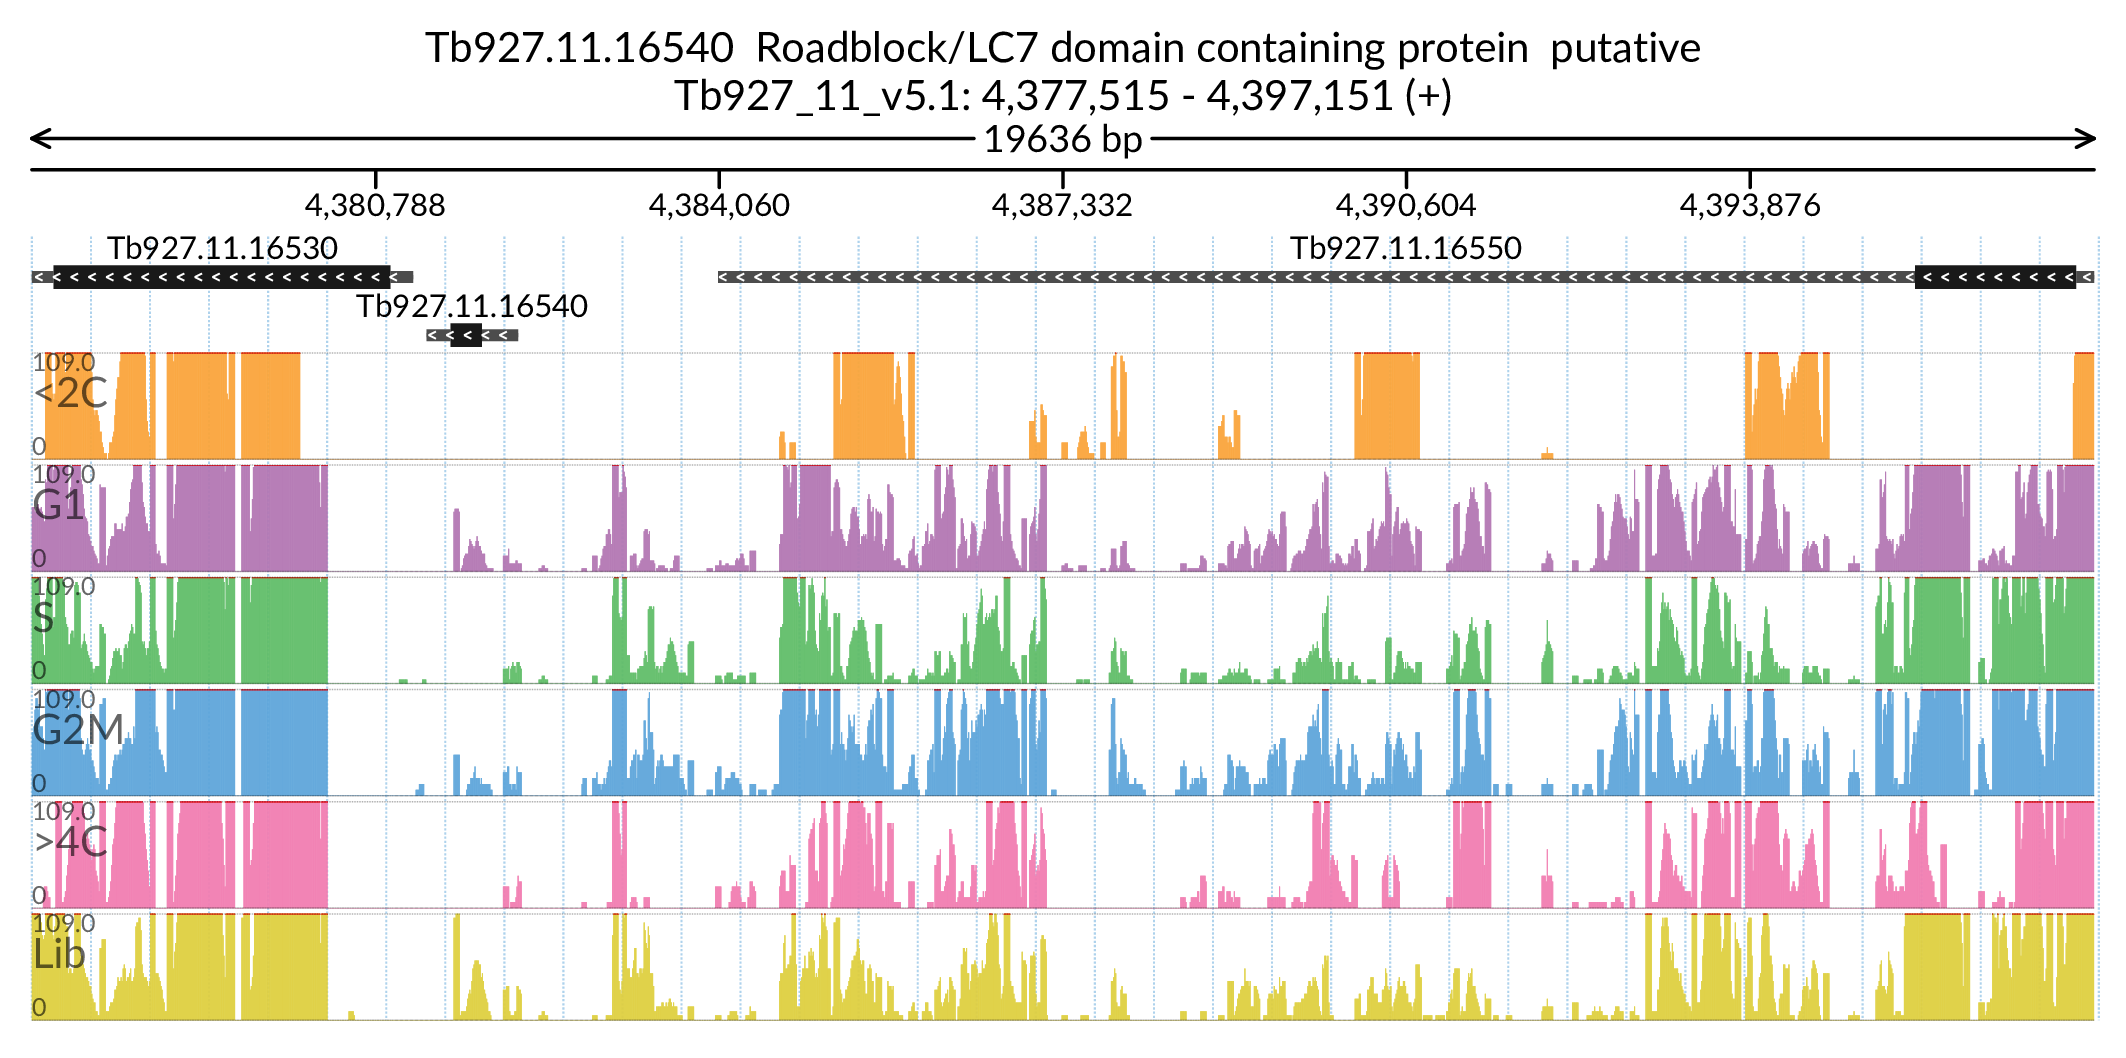 Tb927.11.16540  Roadblock/LC7 domain containing protein  putative
Tb927_11_v5.1: 4,377,515 - 4,397,151 (+)
19636 bp
4,380,788 4,384,060 4,387,332 4,390,604 4,393,876
Tb927.11.16530 Tb927.11.16550
Tb927.11.16540
109.0
<2C
0
109.0
G1
0
109.0
S
0
109.0
G2M
0
109.0
>4C
0
109.0
Lib
0